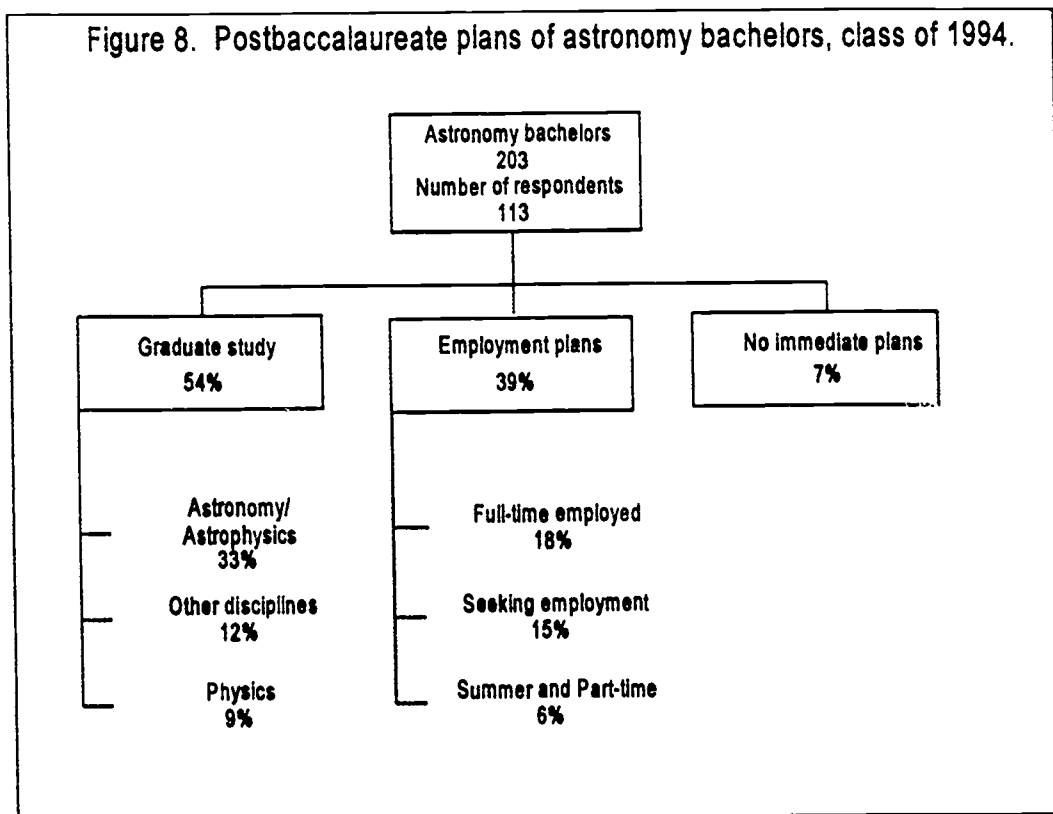 Figure 8. Postbaccalaureate plans of astronomy bachelors, class of 1994.
Astronomy bachelors
203
Number of respondents
113
Graduate study
54%
Employment plans
39%
No immediate plans
7%
Astronomy/
Astrophysics
33%
Other disciplines
12%
Physics
9%
Full-time employed
18%
Seeking employment
15%
Summer and Part-time
6%